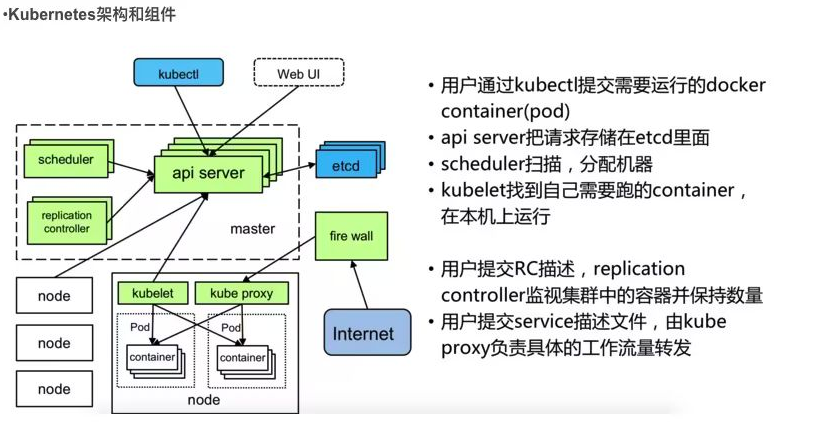 •Kubernetes架构和组件
kubectl
Web UI
scheduler
api server
etcd
replication
controller
master
fire wall
node
kubelet
kube proxy
node
Pod
Pod
container
container
Internet
node
node
• 用户通过kubectl提交需要运行的docker
container(pod)
• api server把请求存储在etcd里面
• scheduler扫描，分配机器
• kubelet找到自己需要跑的container，
在本机上运行
• 用户提交RC描述，replication
controller监视集群中的容器并保持数量
• 用户提交service描述文件，由kube
proxy负责具体的工作流量转发